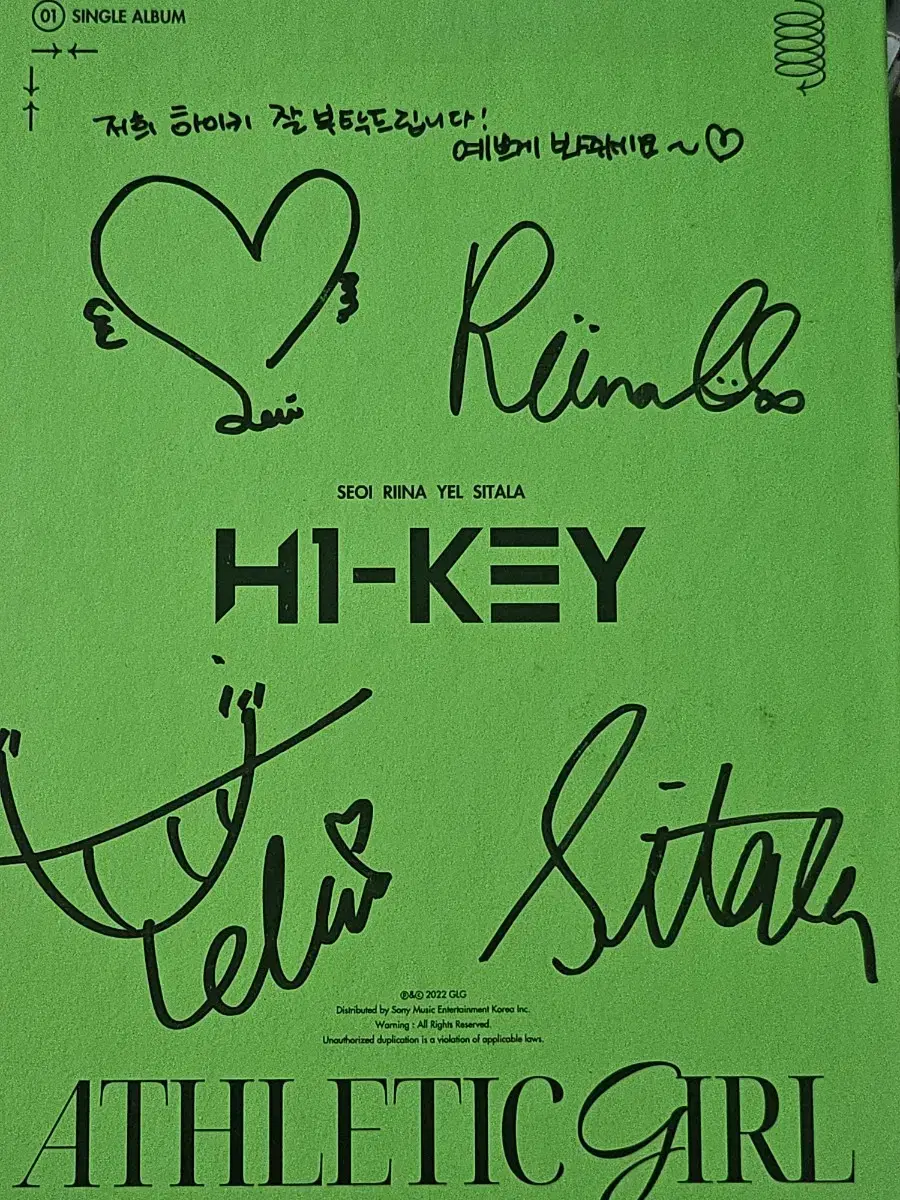 01 SINGLE ALBUM
저희 하이키 잘 부탁드립니다!
예쁘게 봐주세요~♡
Riina
SEOI RIINA YEL SITALA
H1-KEY
Yel
Sitala
℗&© 2022 GLG
Distributed by Sony Music Entertainment Korea Inc.
Warning : All Rights Reserved.
Unauthorized duplication is a violation of applicable laws.
ATHLETIC GIRL